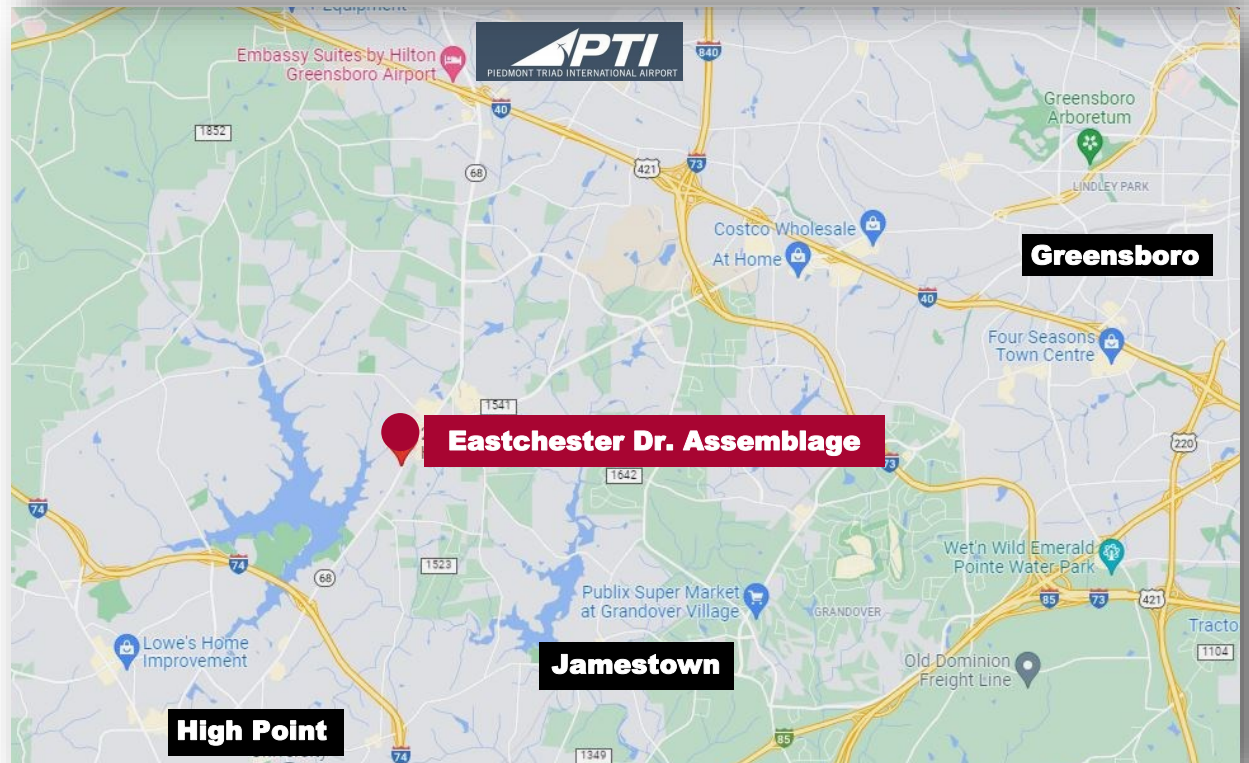 Equipment
PTI
PIEDMONT TRIAD INTERNATIONAL AIRPORT
840
Embassy Suites by Hilton
Greensboro Airport
40
Greensboro
Arboretum
1852
68
421
73
LINDLEY PARK
Costco Wholesale
At Home
Greensboro
40
Four Seasons
Town Centre
1541
Eastchester Dr. Assemblage
73
220
1642
74
74
68
1523
Wet'n Wild Emerald
Pointe Water Park
Publix Super Market
at Grandover Village
GRANDOVER
85
73
421
Tracto
1104
Lowe's Home
Improvement
Jamestown
Old Dominion
Freight Line
High Point
85
74
1349